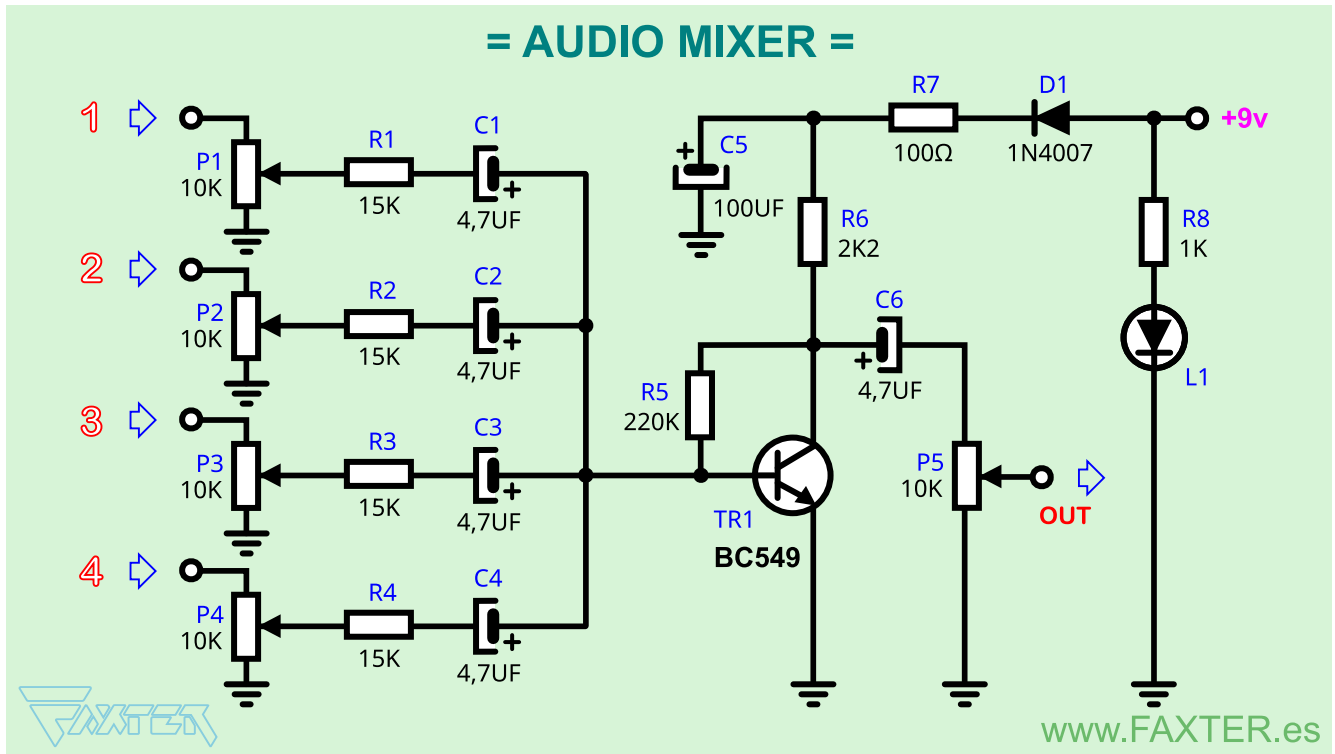 = AUDIO MIXER =
1
P1
10K
R1
15K
C1
+
4,7UF
2
P2
10K
R2
15K
C2
+
4,7UF
3
P3
10K
R3
15K
C3
+
4,7UF
4
P4
10K
R4
15K
C4
+
4,7UF
+
C5
100UF
R7
100Ω
D1
1N4007
+9v
R6
2K2
R8
1K
C6
+
4,7UF
L1
R5
220K
TR1
BC549
P5
10K
OUT
FAXTER
www.FAXTER.es